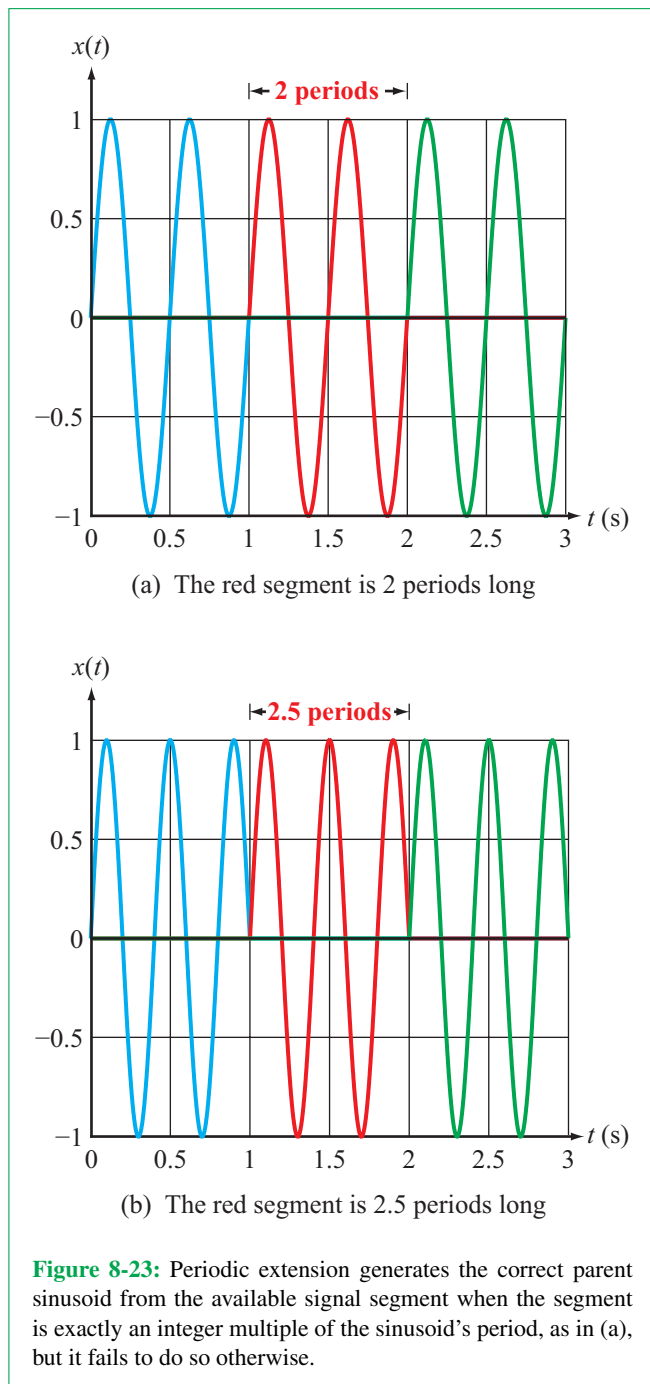 x(t)
2 periods
1
0.5
0
−0.5
−1
0 0.5 1 1.5 2 2.5 3
t (s)
(a) The red segment is 2 periods long
x(t)
2.5 periods
1
0.5
0
−0.5
−1
0 0.5 1 1.5 2 2.5 3
t (s)
(b) The red segment is 2.5 periods long
Figure 8-23: Periodic extension generates the correct parent
sinusoid from the available signal segment when the segment
is exactly an integer multiple of the sinusoid’s period, as in (a),
but it fails to do so otherwise.